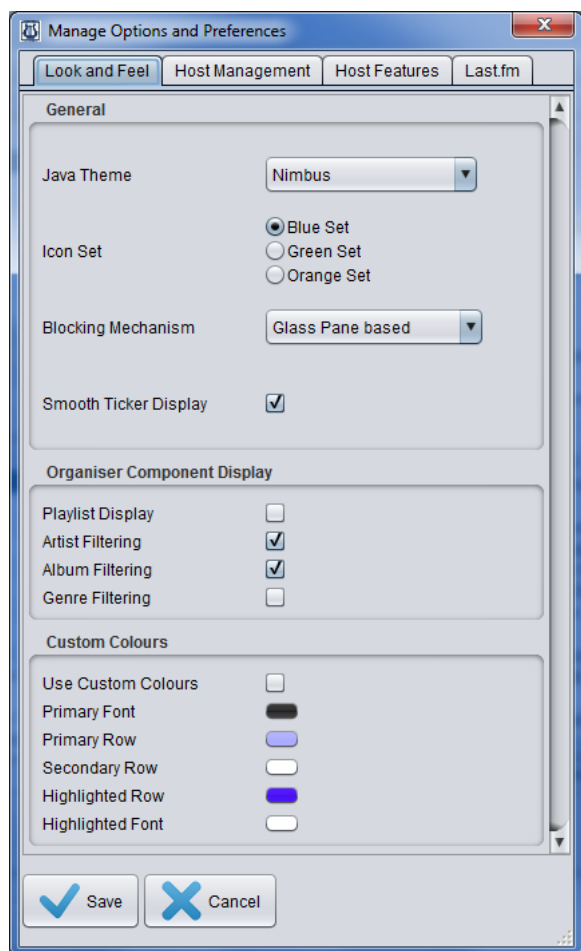 Manage Options and Preferences
Look and Feel Host Management Host Features Last.fm
General
Java Theme Nimbus
Blue Set
Icon Set Green Set
Orange Set
Blocking Mechanism Glass Pane based
Smooth Ticker Display
Organiser Component Display
Playlist Display
Artist Filtering
Album Filtering
Genre Filtering
Custom Colours
Use Custom Colours
Primary Font
Primary Row
Secondary Row
Highlighted Row
Highlighted Font
Save Cancel